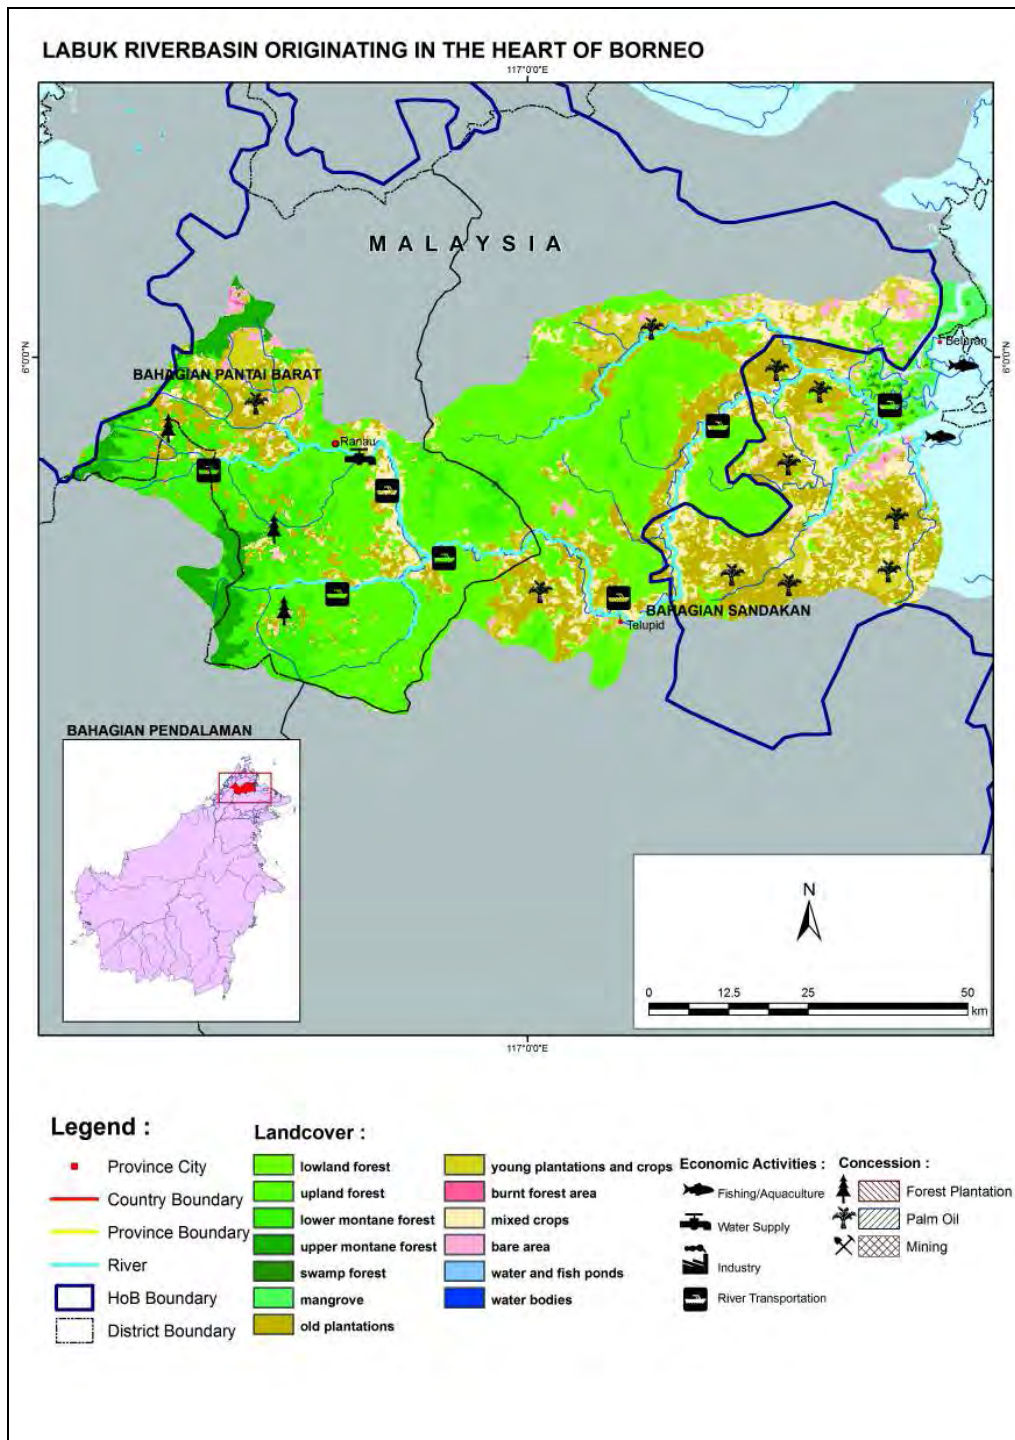 LABUK RIVERBASIN ORIGINATING IN THE HEART OF BORNEO
117°0'0"E
MALAYSIA
6°0'0"N
6°0'0"N
Beluran
BAHAGIAN PANTAI BARAT
Ranau
BAHAGIAN SANDAKAN
Telupid
BAHAGIAN PENDALAMAN
N
0 12.5 25 50
km
117°0'0"E
Legend :
Province City
Country Boundary
Province Boundary
River
HoB Boundary
District Boundary
Landcover :
lowland forest
upland forest
lower montane forest
upper montane forest
swamp forest
mangrove
old plantations
young plantations and crops
burnt forest area
mixed crops
bare area
water and fish ponds
water bodies
Economic Activities :
Fishing/Aquaculture
Water Supply
Industry
River Transportation
Concession :
Forest Plantation
Palm Oil
Mining